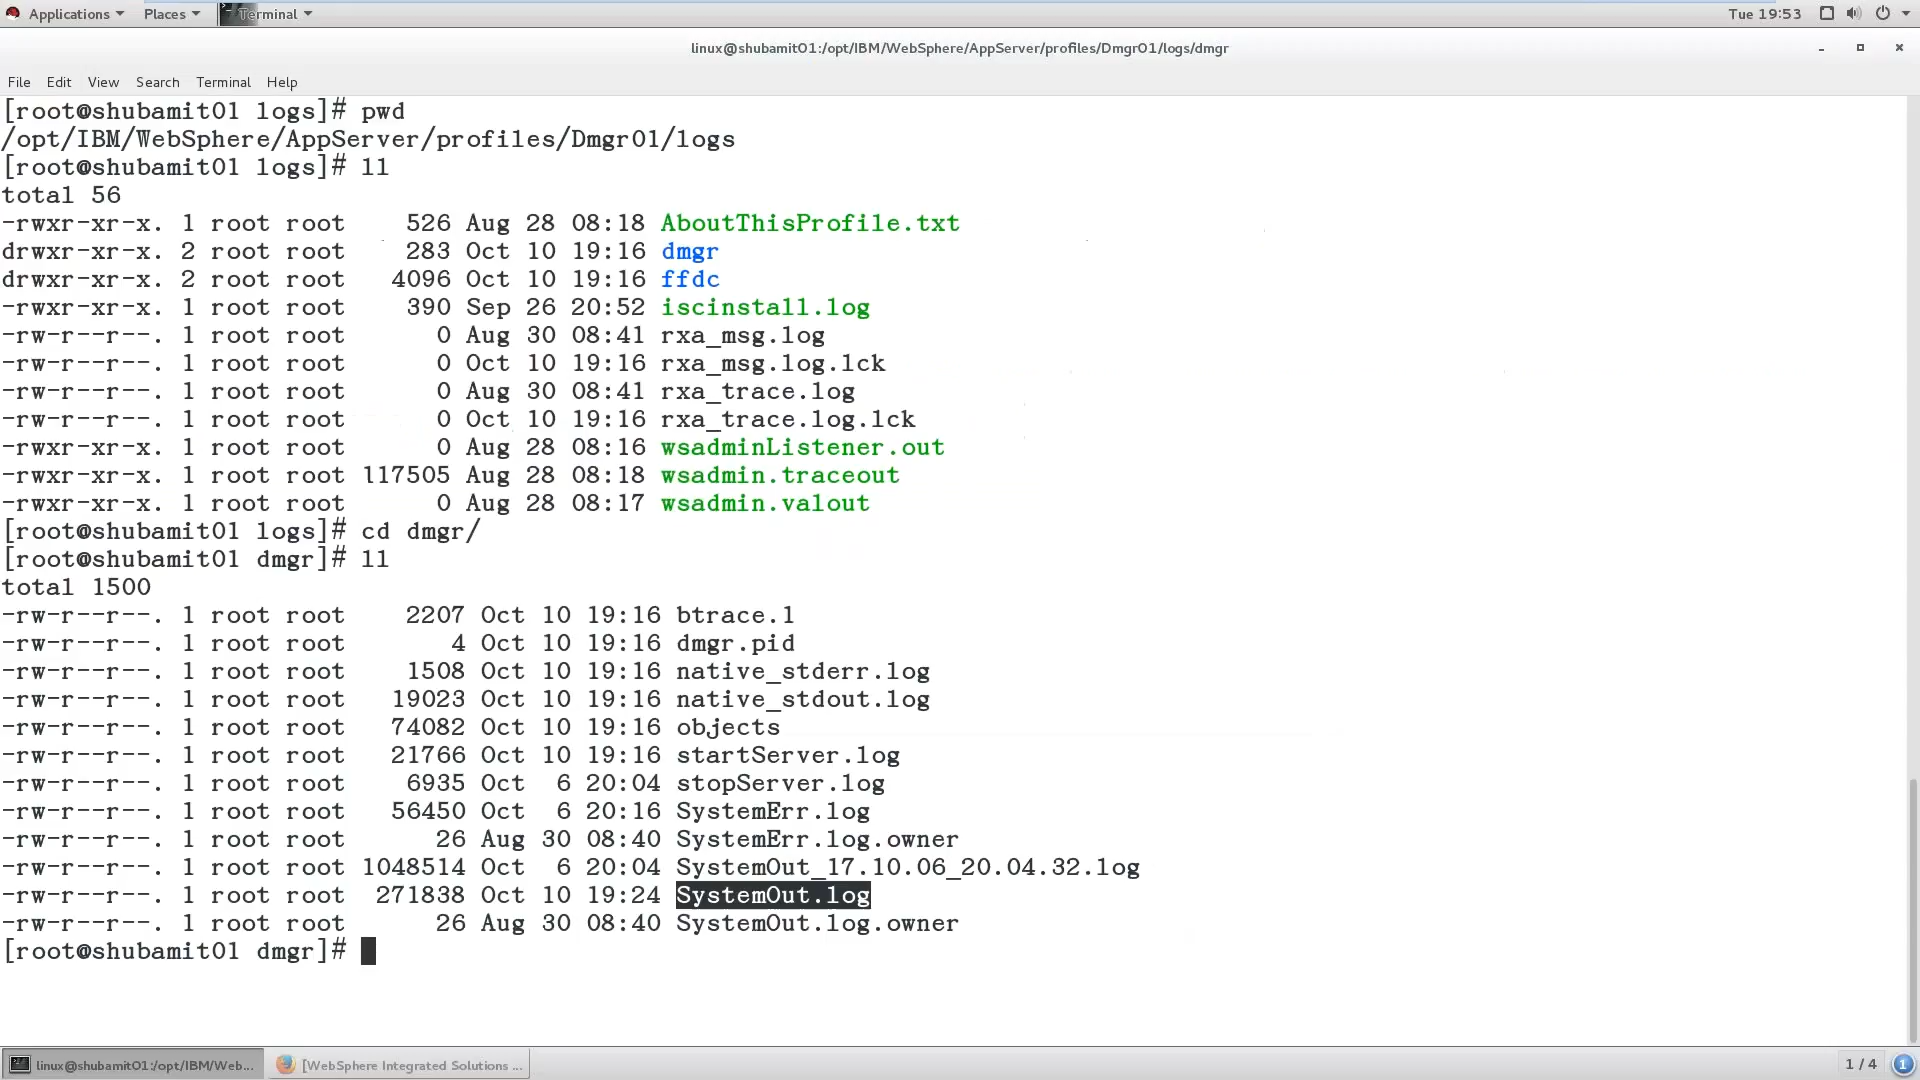 Applications Places Terminal Tue 19:53
linux@shubamit01:/opt/IBM/WebSphere/AppServer/profiles/Dmgr01/logs/dmgr
File Edit View Search Terminal Help
[root@shubamit01 logs]# pwd
/opt/IBM/WebSphere/AppServer/profiles/Dmgr01/logs
[root@shubamit01 logs]# ll
total 56
-rwxr-xr-x. 1 root root    526 Aug 28 08:18 AboutThisProfile.txt
drwxr-xr-x. 2 root root    283 Oct 10 19:16 dmgr
drwxr-xr-x. 2 root root   4096 Oct 10 19:16 ffdc
-rwxr-xr-x. 1 root root    390 Sep 26 20:52 iscinstall.log
-rw-r--r--. 1 root root      0 Aug 30 08:41 rxa_msg.log
-rw-r--r--. 1 root root      0 Oct 10 19:16 rxa_msg.log.lck
-rw-r--r--. 1 root root      0 Aug 30 08:41 rxa_trace.log
-rw-r--r--. 1 root root      0 Oct 10 19:16 rxa_trace.log.lck
-rwxr-xr-x. 1 root root      0 Aug 28 08:16 wsadminListener.out
-rwxr-xr-x. 1 root root 117505 Aug 28 08:18 wsadmin.traceout
-rwxr-xr-x. 1 root root      0 Aug 28 08:17 wsadmin.valout
[root@shubamit01 logs]# cd dmgr/
[root@shubamit01 dmgr]# ll
total 1500
-rw-r--r--. 1 root root    2207 Oct 10 19:16 btrace.1
-rw-r--r--. 1 root root       4 Oct 10 19:16 dmgr.pid
-rw-r--r--. 1 root root    1508 Oct 10 19:16 native_stderr.log
-rw-r--r--. 1 root root   19023 Oct 10 19:16 native_stdout.log
-rw-r--r--. 1 root root   74082 Oct 10 19:16 objects
-rw-r--r--. 1 root root   21766 Oct 10 19:16 startServer.log
-rw-r--r--. 1 root root    6935 Oct  6 20:04 stopServer.log
-rw-r--r--. 1 root root   56450 Oct  6 20:16 SystemErr.log
-rw-r--r--. 1 root root      26 Aug 30 08:40 SystemErr.log.owner
-rw-r--r--. 1 root root 1048514 Oct  6 20:04 SystemOut_17.10.06_20.04.32.log
-rw-r--r--. 1 root root  271838 Oct 10 19:24 SystemOut.log
-rw-r--r--. 1 root root      26 Aug 30 08:40 SystemOut.log.owner
[root@shubamit01 dmgr]#
linux@shubamit01:/opt/IBM/Web... [WebSphere Integrated Solutions ... 1 / 4 1